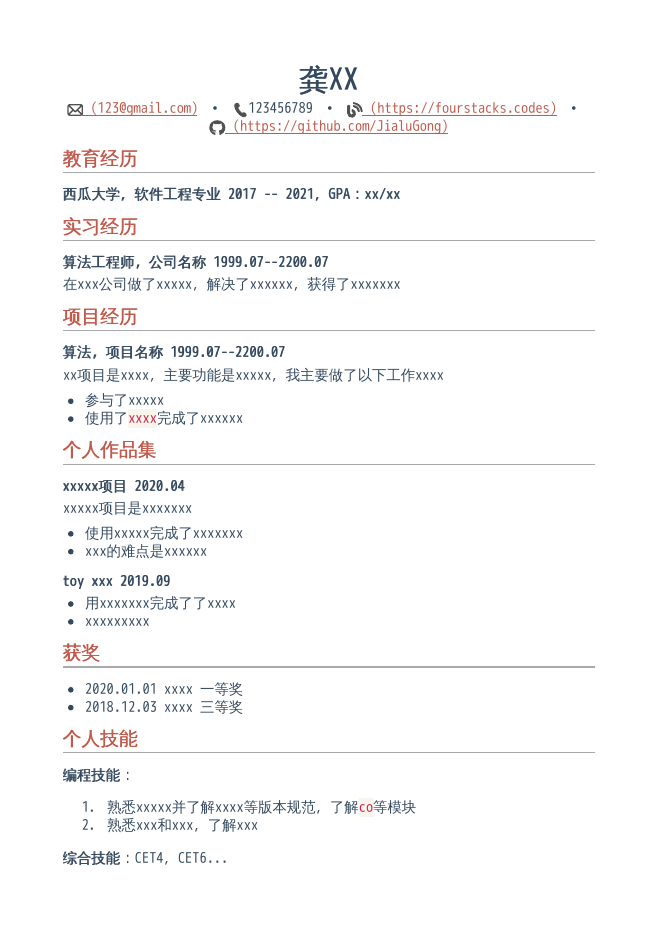 龚XX
(123@qmail.com) • 123456789 • (https://fourstacks.codes) •
(https://github.com/JialuGong)
教育经历
西瓜大学, 软件工程专业 2017 -- 2021, GPA：xx/xx
实习经历
算法工程师, 公司名称 1999.07--2200.07
在xxx公司做了xxxxx, 解决了xxxxxx, 获得了xxxxxxx
项目经历
算法, 项目名称 1999.07--2200.07
xx项目是xxxx, 主要功能是xxxxx, 我主要做了以下工作xxxx
• 参与了xxxxx
• 使用了xxxx完成了xxxxxx
个人作品集
xxxxx项目 2020.04
xxxxx项目是xxxxxxx
• 使用xxxxx完成了xxxxxxx
• xxx的难点是xxxxxx
toy xxx 2019.09
• 用xxxxxxx完成了了xxxx
• xxxxxxxxx
获奖
• 2020.01.01 xxxx 一等奖
• 2018.12.03 xxxx 三等奖
个人技能
编程技能：
1. 熟悉xxxxx并了解xxxx等版本规范, 了解co等模块
2. 熟悉xxx和xxx, 了解xxx
综合技能：CET4, CET6...